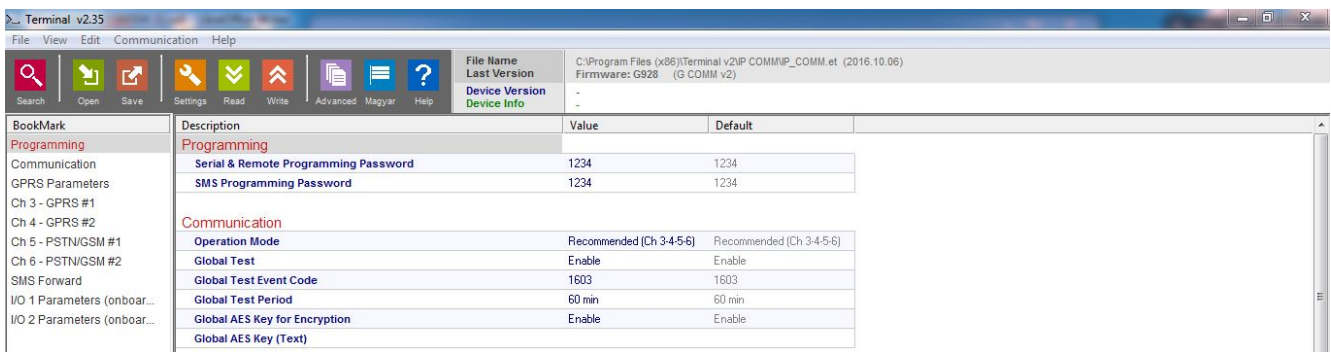 Terminal v2.35
File View Edit Communication Help
Search Open Save Settings Read Write Advanced Magyar Help
File Name C:\Program Files (x86)\Terminal v2\IP COMM\IP_COMM.et (2016.10.06)
Last Version Firmware: G928 (G COMM v2)
Device Version -
Device Info -
BookMark Description Value Default
Programming Programming
Communication Serial & Remote Programming Password 1234 1234
GPRS Parameters SMS Programming Password 1234 1234
Ch 3 - GPRS #1
Ch 4 - GPRS #2 Communication
Ch 5 - PSTN/GSM #1 Operation Mode Recommended (Ch 3-4-5-6) Recommended (Ch 3-4-5-6)
Ch 6 - PSTN/GSM #2 Global Test Enable Enable
SMS Forward Global Test Event Code 1603 1603
I/O 1 Parameters (onboar... Global Test Period 60 min 60 min
I/O 2 Parameters (onboar... Global AES Key for Encryption Enable Enable
Global AES Key (Text)